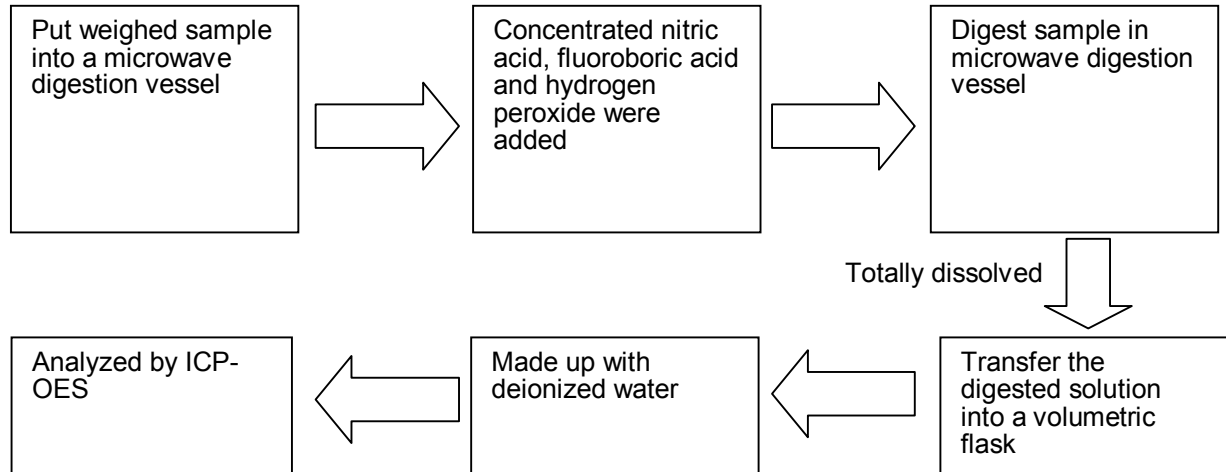 Put weighed sample
into a microwave
digestion vessel
Concentrated nitric
acid, fluoroboric acid
and hydrogen
peroxide were
added
Digest sample in
microwave digestion
vessel
Totally dissolved
Transfer the
digested solution
into a volumetric
flask
Made up with
deionized water
Analyzed by ICP-
OES